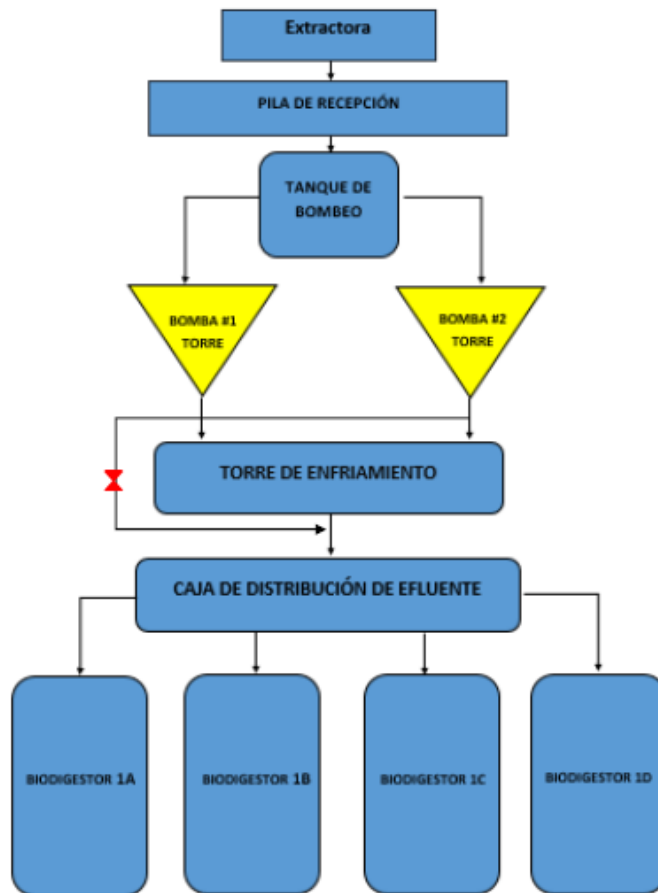 Extractora
PILA DE RECEPCIÓN
TANQUE DE
BOMBEO
BOMBA #1
TORRE
BOMBA #2
TORRE
TORRE DE ENFRIAMIENTO
CAJA DE DISTRIBUCIÓN DE EFLUENTE
BIODIGESTOR 1A
BIODIGESTOR 1B
BIODIGESTOR 1C
BIODIGESTOR 1D